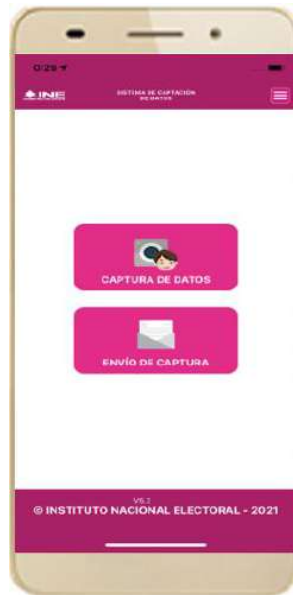 0:29
INE
SISTEMA DE CAPTACIÓN
DE DATOS
CAPTURA DE DATOS
ENVÍO DE CAPTURA
V6.2
© INSTITUTO NACIONAL ELECTORAL - 2021